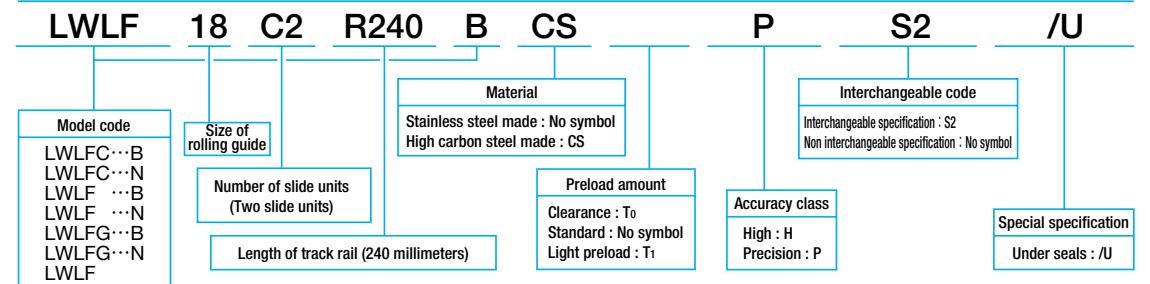 LWLF 18 C2 R240 B CS P S2 /U
Model code
LWLFC…B
LWLFC…N
LWLF …B
LWLF …N
LWLFG…B
LWLFG…N
LWLF
Size of
rolling guide
Number of slide units
(Two slide units)
Length of track rail (240 millimeters)
Material
Stainless steel made : No symbol
High carbon steel made : CS
Preload amount
Clearance : T₀
Standard : No symbol
Light preload : T₁
Accuracy class
High : H
Precision : P
Interchangeable code
Interchangeable specification : S2
Non interchangeable specification : No symbol
Special specification
Under seals : /U